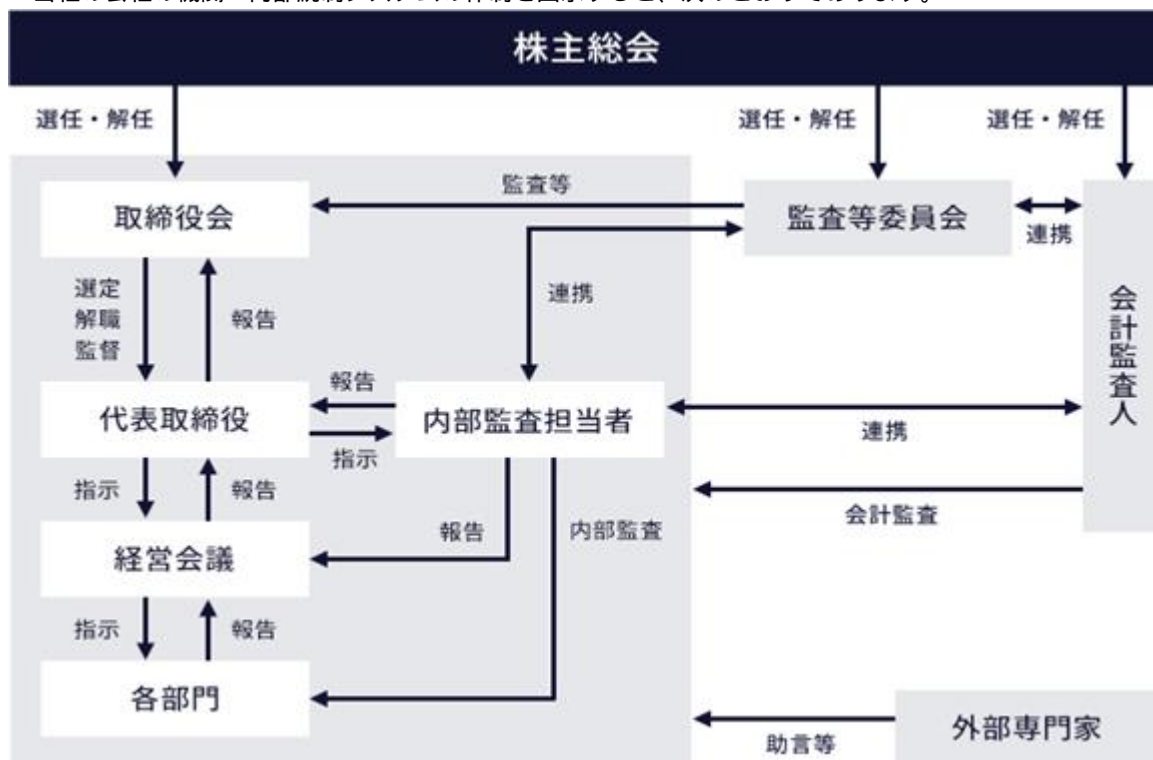 株主総会
選任・解任
選任・解任
選任・解任
監査等
取締役会
監査等委員会
連携
選定
解職
監督
報告
連携
会計監査人
報告
代表取締役
内部監査担当者
指示
連携
指示
報告
報告
内部監査
会計監査
経営会議
指示
報告
各部門
外部専門家
助言等